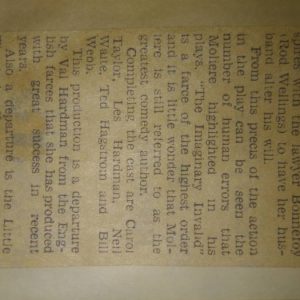 (Rod Wellings) to have her hus-
band alter his will.
From this precus of the action
in the play can be seen the
number of human errors that
Moliere highlighted in his
plays. "The Imaginary Invalid"
is a farce of the highest order
and it is little wonder that Mol-
is still referred to as the
greatest comedy author.
Completing the cast are Carol
Taylor, Les Hardman, Neil
Waite, Ted Hagstrom and Bill
Webb.
This production is a departure
by Val Hardman from the Eng-
lish farces that she has produced
with great success in recent
years.
Also a departure is the Little